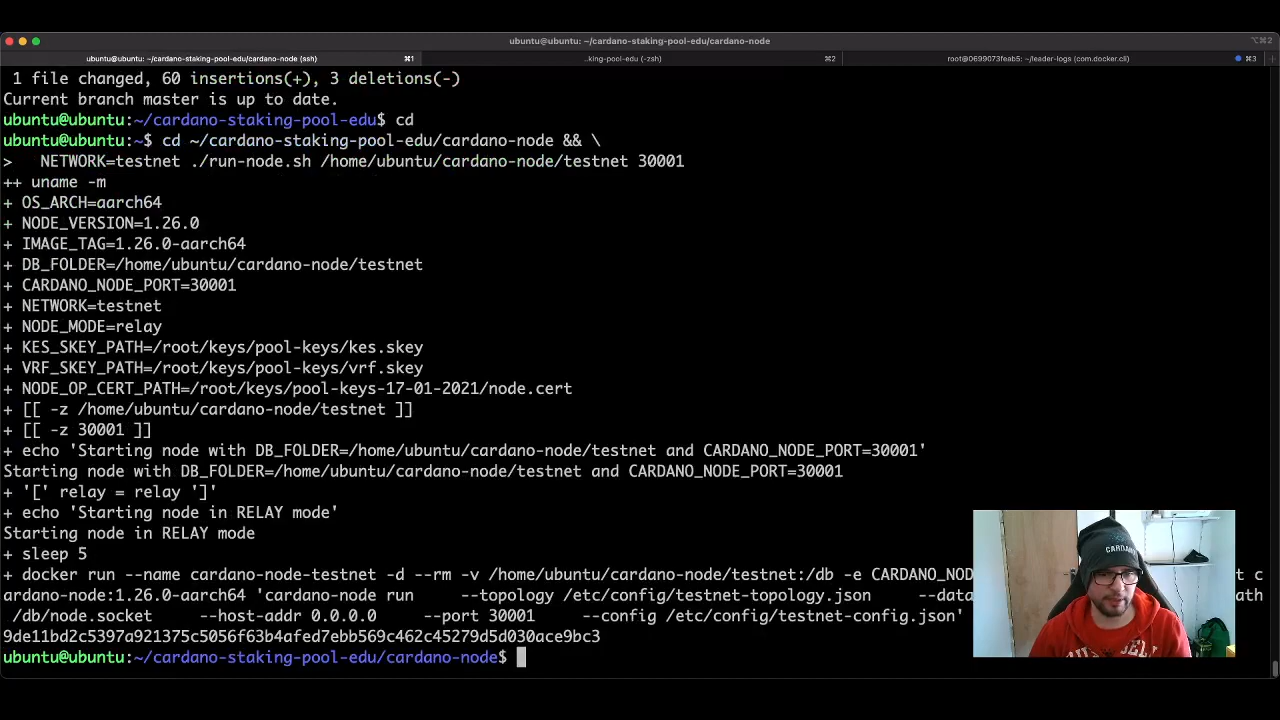 ubuntu@ubuntu: ~/cardano-staking-pool-edu/cardano-node
⌥⌘2
ubuntu@ubuntu: ~/cardano-staking-pool-edu/cardano-node (ssh) ⌘1 ..king-pool-edu (-zsh) ⌘2 root@0699073feab5: ~/leader-logs (com.docker.cli) ⌘3
1 file changed, 60 insertions(+), 3 deletions(-)
Current branch master is up to date.
ubuntu@ubuntu:~/cardano-staking-pool-edu$ cd
ubuntu@ubuntu:~$ cd ~/cardano-staking-pool-edu/cardano-node && \
>   NETWORK=testnet ./run-node.sh /home/ubuntu/cardano-node/testnet 30001
++ uname -m
+ OS_ARCH=aarch64
+ NODE_VERSION=1.26.0
+ IMAGE_TAG=1.26.0-aarch64
+ DB_FOLDER=/home/ubuntu/cardano-node/testnet
+ CARDANO_NODE_PORT=30001
+ NETWORK=testnet
+ NODE_MODE=relay
+ KES_SKEY_PATH=/root/keys/pool-keys/kes.skey
+ VRF_SKEY_PATH=/root/keys/pool-keys/vrf.skey
+ NODE_OP_CERT_PATH=/root/keys/pool-keys-17-01-2021/node.cert
+ [[ -z /home/ubuntu/cardano-node/testnet ]]
+ [[ -z 30001 ]]
+ echo 'Starting node with DB_FOLDER=/home/ubuntu/cardano-node/testnet and CARDANO_NODE_PORT=30001'
Starting node with DB_FOLDER=/home/ubuntu/cardano-node/testnet and CARDANO_NODE_PORT=30001
+ '[' relay = relay ']'
+ echo 'Starting node in RELAY mode'
Starting node in RELAY mode
+ sleep 5
+ docker run --name cardano-node-testnet -d --rm -v /home/ubuntu/cardano-node/testnet:/db -e CARDANO_NOD t c
ardano-node:1.26.0-aarch64 'cardano-node run     --topology /etc/config/testnet-topology.json     --data ath
/db/node.socket     --host-addr 0.0.0.0     --port 30001     --config /etc/config/testnet-config.json'
9de11bd2c5397a921375c5056f63b4afed7ebb569c462c45279d5d030ace9bc3
ubuntu@ubuntu:~/cardano-staking-pool-edu/cardano-node$